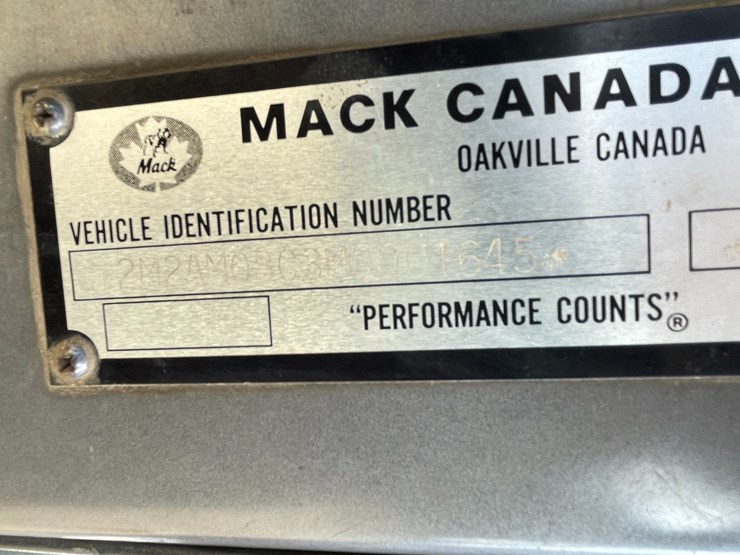 MACK CANADA
Mack
OAKVILLE CANADA
VEHICLE IDENTIFICATION NUMBER
"PERFORMANCE COUNTS"®